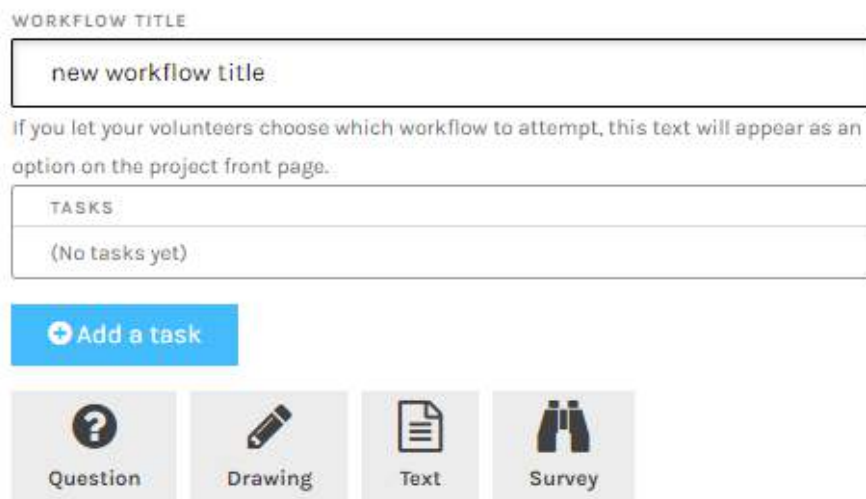 WORKFLOW TITLE
new workflow title
If you let your volunteers choose which workflow to attempt, this text will appear as an
option on the project front page.
TASKS
(No tasks yet)
Add a task
Question Drawing Text Survey